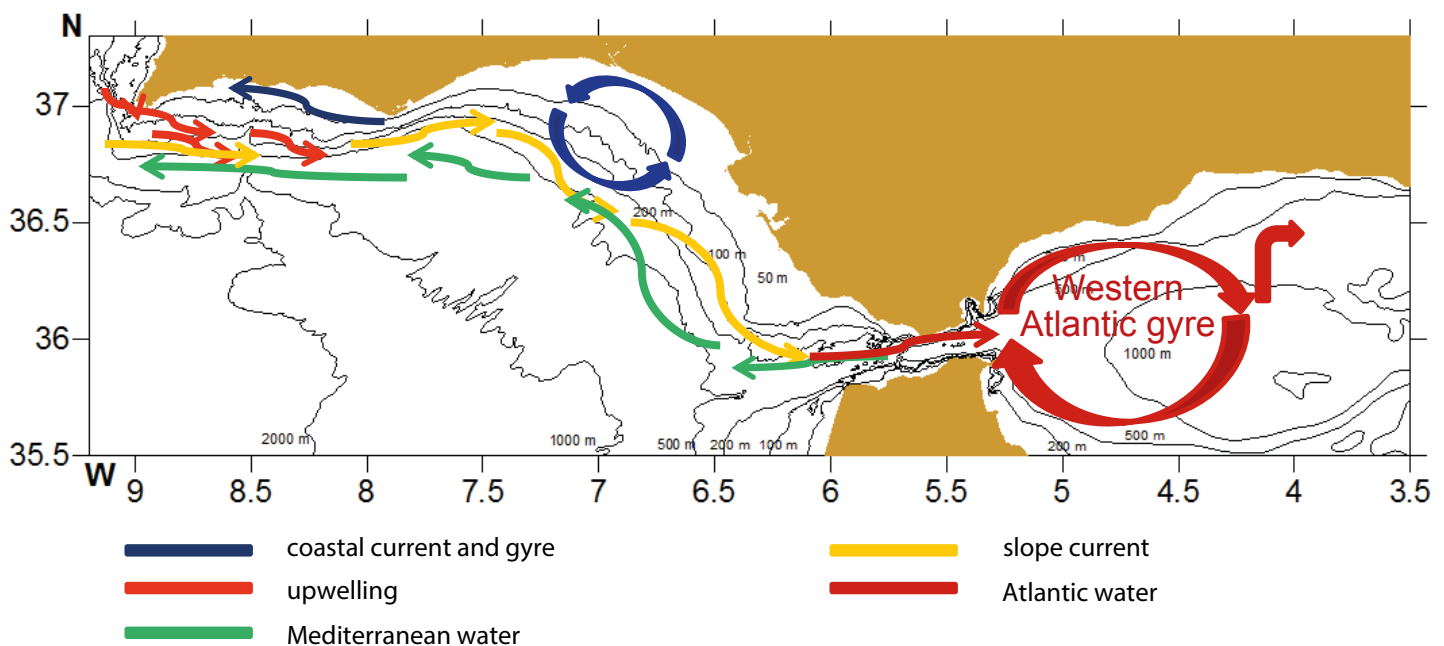 N
37
36.5
36
35.5
200 m
100 m
50 m
Western
Atlantic gyre
1000 m
2000 m
1000 m
500 m
200 m
100 m
200 m
500 m
W
9
8.5
8
7.5
7
6.5
6
5.5
5
4.5
4
3.5
coastal current and gyre
slope current
upwelling
Atlantic water
Mediterranean water